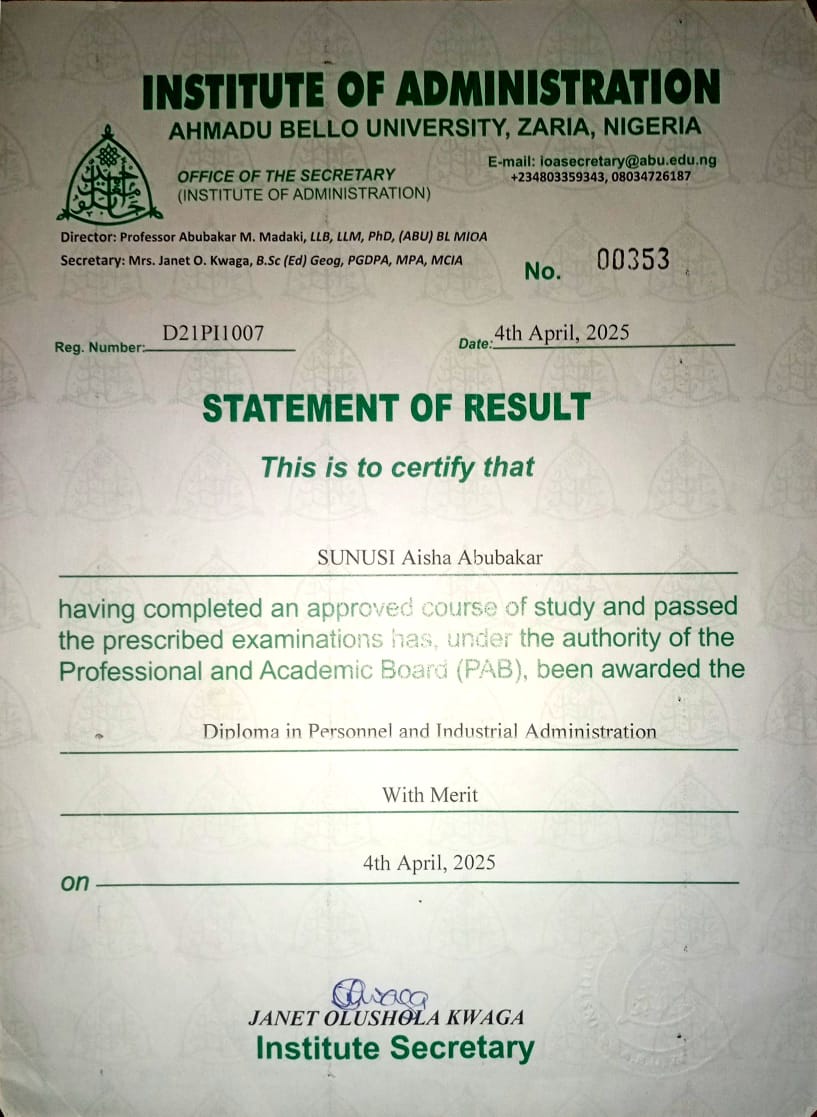 INSTITUTE OF ADMINISTRATION
AHMADU BELLO UNIVERSITY, ZARIA, NIGERIA
OFFICE OF THE SECRETARY
(INSTITUTE OF ADMINISTRATION)
E-mail: ioasecretary@abu.edu.ng
+234803359343, 08034726187
Director: Professor Abubakar M. Madaki, LLB, LLM, PhD, (ABU) BL MIOA
Secretary: Mrs. Janet O. Kwaga, B.Sc (Ed) Geog, PGDPA, MPA, MCIA
No. 00353
Reg. Number: D21PI1007
Date: 4th April, 2025
STATEMENT OF RESULT
This is to certify that
SUNUSI Aisha Abubakar
having completed an approved course of study and passed
the prescribed examinations has, under the authority of the
Professional and Academic Board (PAB), been awarded the
Diploma in Personnel and Industrial Administration
With Merit
on 4th April, 2025
JANET OLUSHOLA KWAGA
Institute Secretary